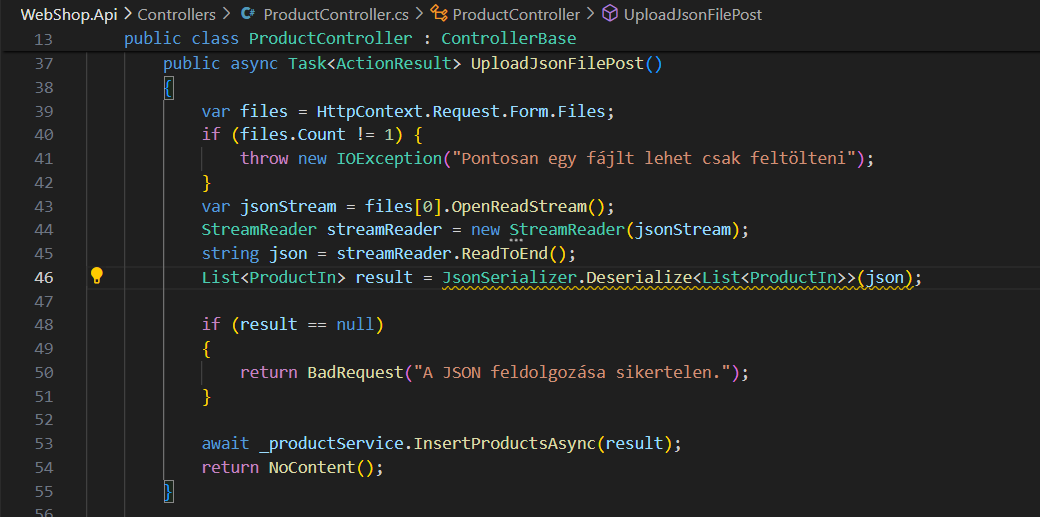 WebShop.Api > Controllers > C# ProductController.cs > ProductController > UploadJsonFilePost
13 public class ProductController : ControllerBase
37 public async Task<ActionResult> UploadJsonFilePost()
38 {
39 var files = HttpContext.Request.Form.Files;
40 if (files.Count != 1) {
41 throw new IOException("Pontosan egy fájlt lehet csak feltölteni");
42 }
43 var jsonStream = files[0].OpenReadStream();
44 StreamReader streamReader = new StreamReader(jsonStream);
45 string json = streamReader.ReadToEnd();
46 List<ProductIn> result = JsonSerializer.Deserialize<List<ProductIn>>(json);
47
48 if (result == null)
49 {
50 return BadRequest("A JSON feldolgozása sikertelen.");
51 }
52
53 await _productService.InsertProductsAsync(result);
54 return NoContent();
55 }
56